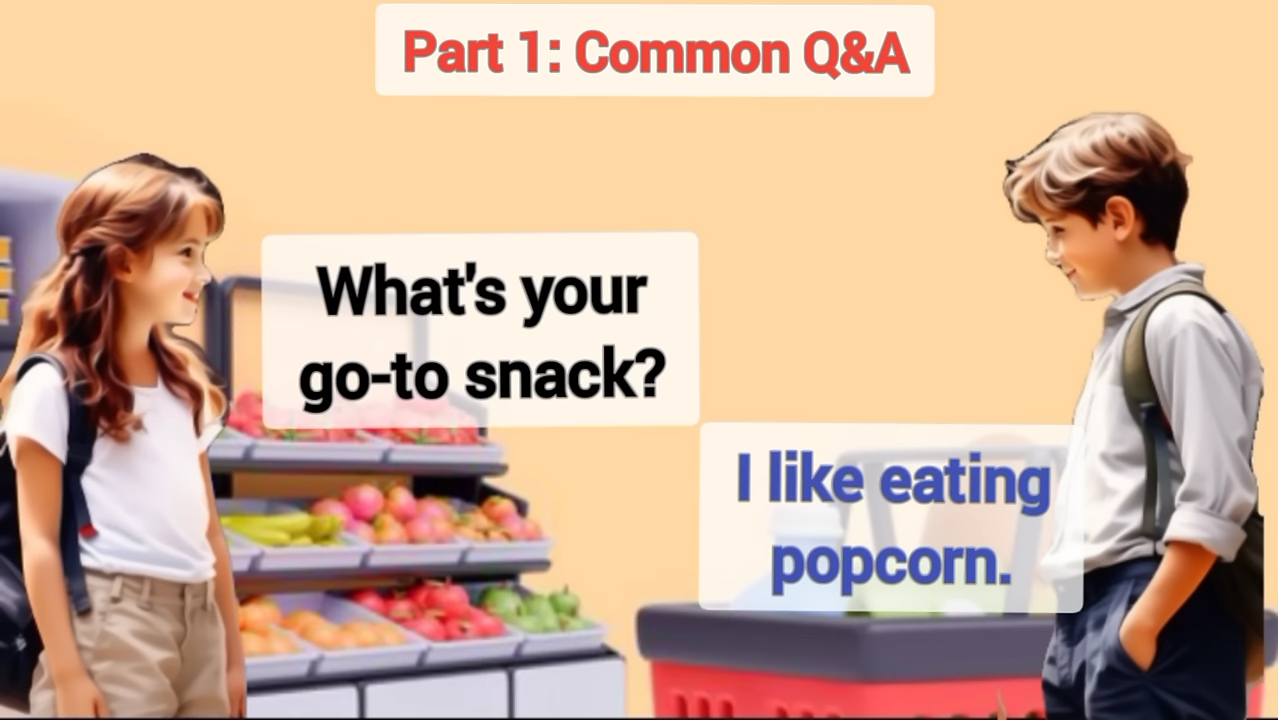 Part 1: Common Q&A
What's your
go-to snack?
I like eating
popcorn.